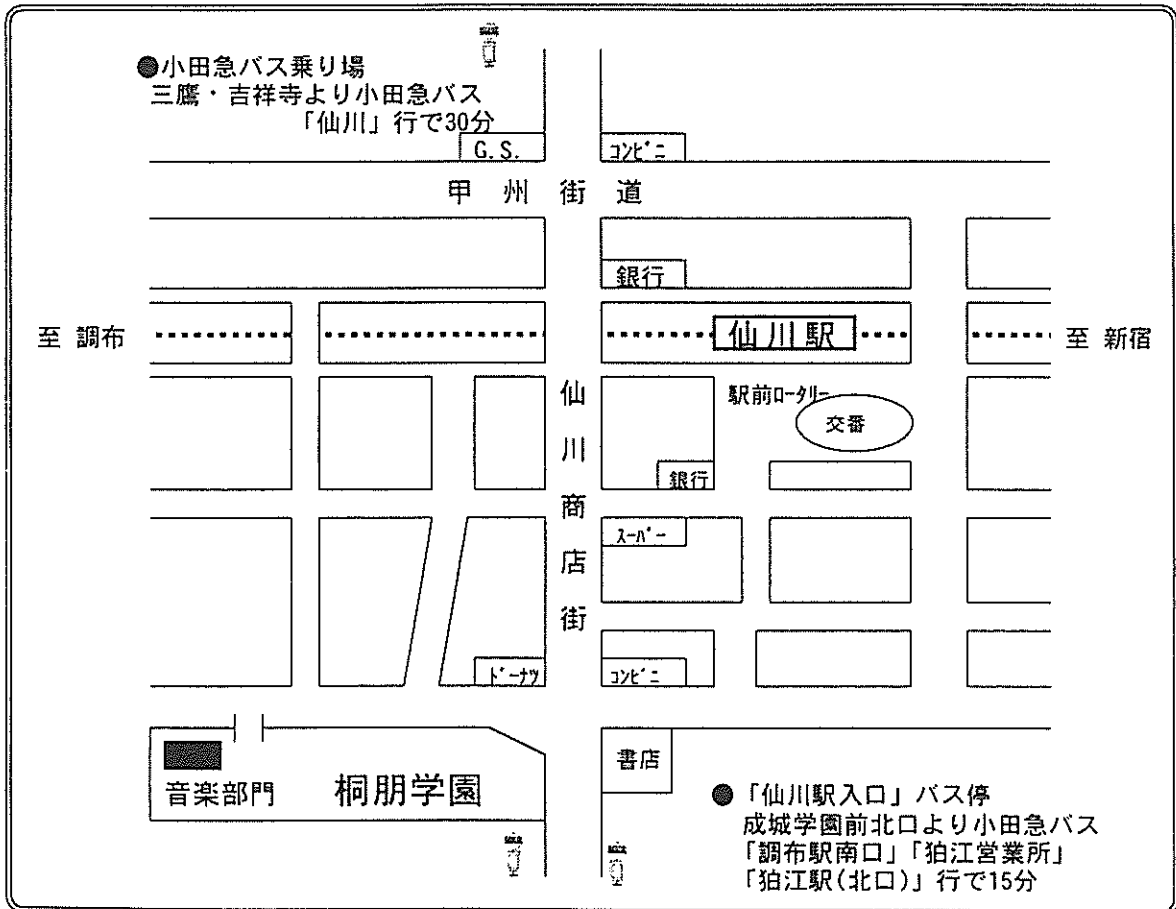 ●小田急バス乗り場
三鷹・吉祥寺より小田急バス
「仙川」行で30分
G.S.
コンビニ
甲州街道
銀行
至 調布
仙川駅
至 新宿
仙川商店街
駅前ロータリー
交番
銀行
スーパー
ドーナツ
コンビニ
音楽部門
桐朋学園
書店
●「仙川駅入口」バス停
成城学園前北口より小田急バス
「調布駅南口」「狛江営業所」
「狛江駅(北口)」行で15分